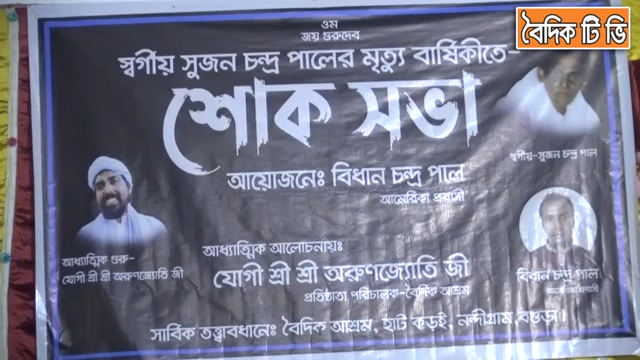 বৈদিক টি ভি
ওম
জয় গুরুদেব
স্বর্গীয় সুজন চন্দ্র পালের মৃত্যু বার্ষিকীতে-
শোক সভা
স্বর্গীয়-সুজন চন্দ্র পাল
আয়োজনেঃ বিধান চন্দ্র পাল
আমেরিকা প্রবাসী
আধ্যাত্মিক গুরু-
যোগী শ্রী শ্রী অরুণজ্যোতি জী
আধ্যাত্মিক আলোচনায়ঃ
যোগী শ্রী শ্রী অরুণজ্যোতি জী
প্রতিষ্ঠাতা পরিচালক-বৈদিক আশ্রম
বিধান চন্দ্র পাল
সার্বিক তত্ত্বাবধানেঃ বৈদিক আশ্রম, হাট কড়ই, নন্দীগ্রাম,বগুড়া।